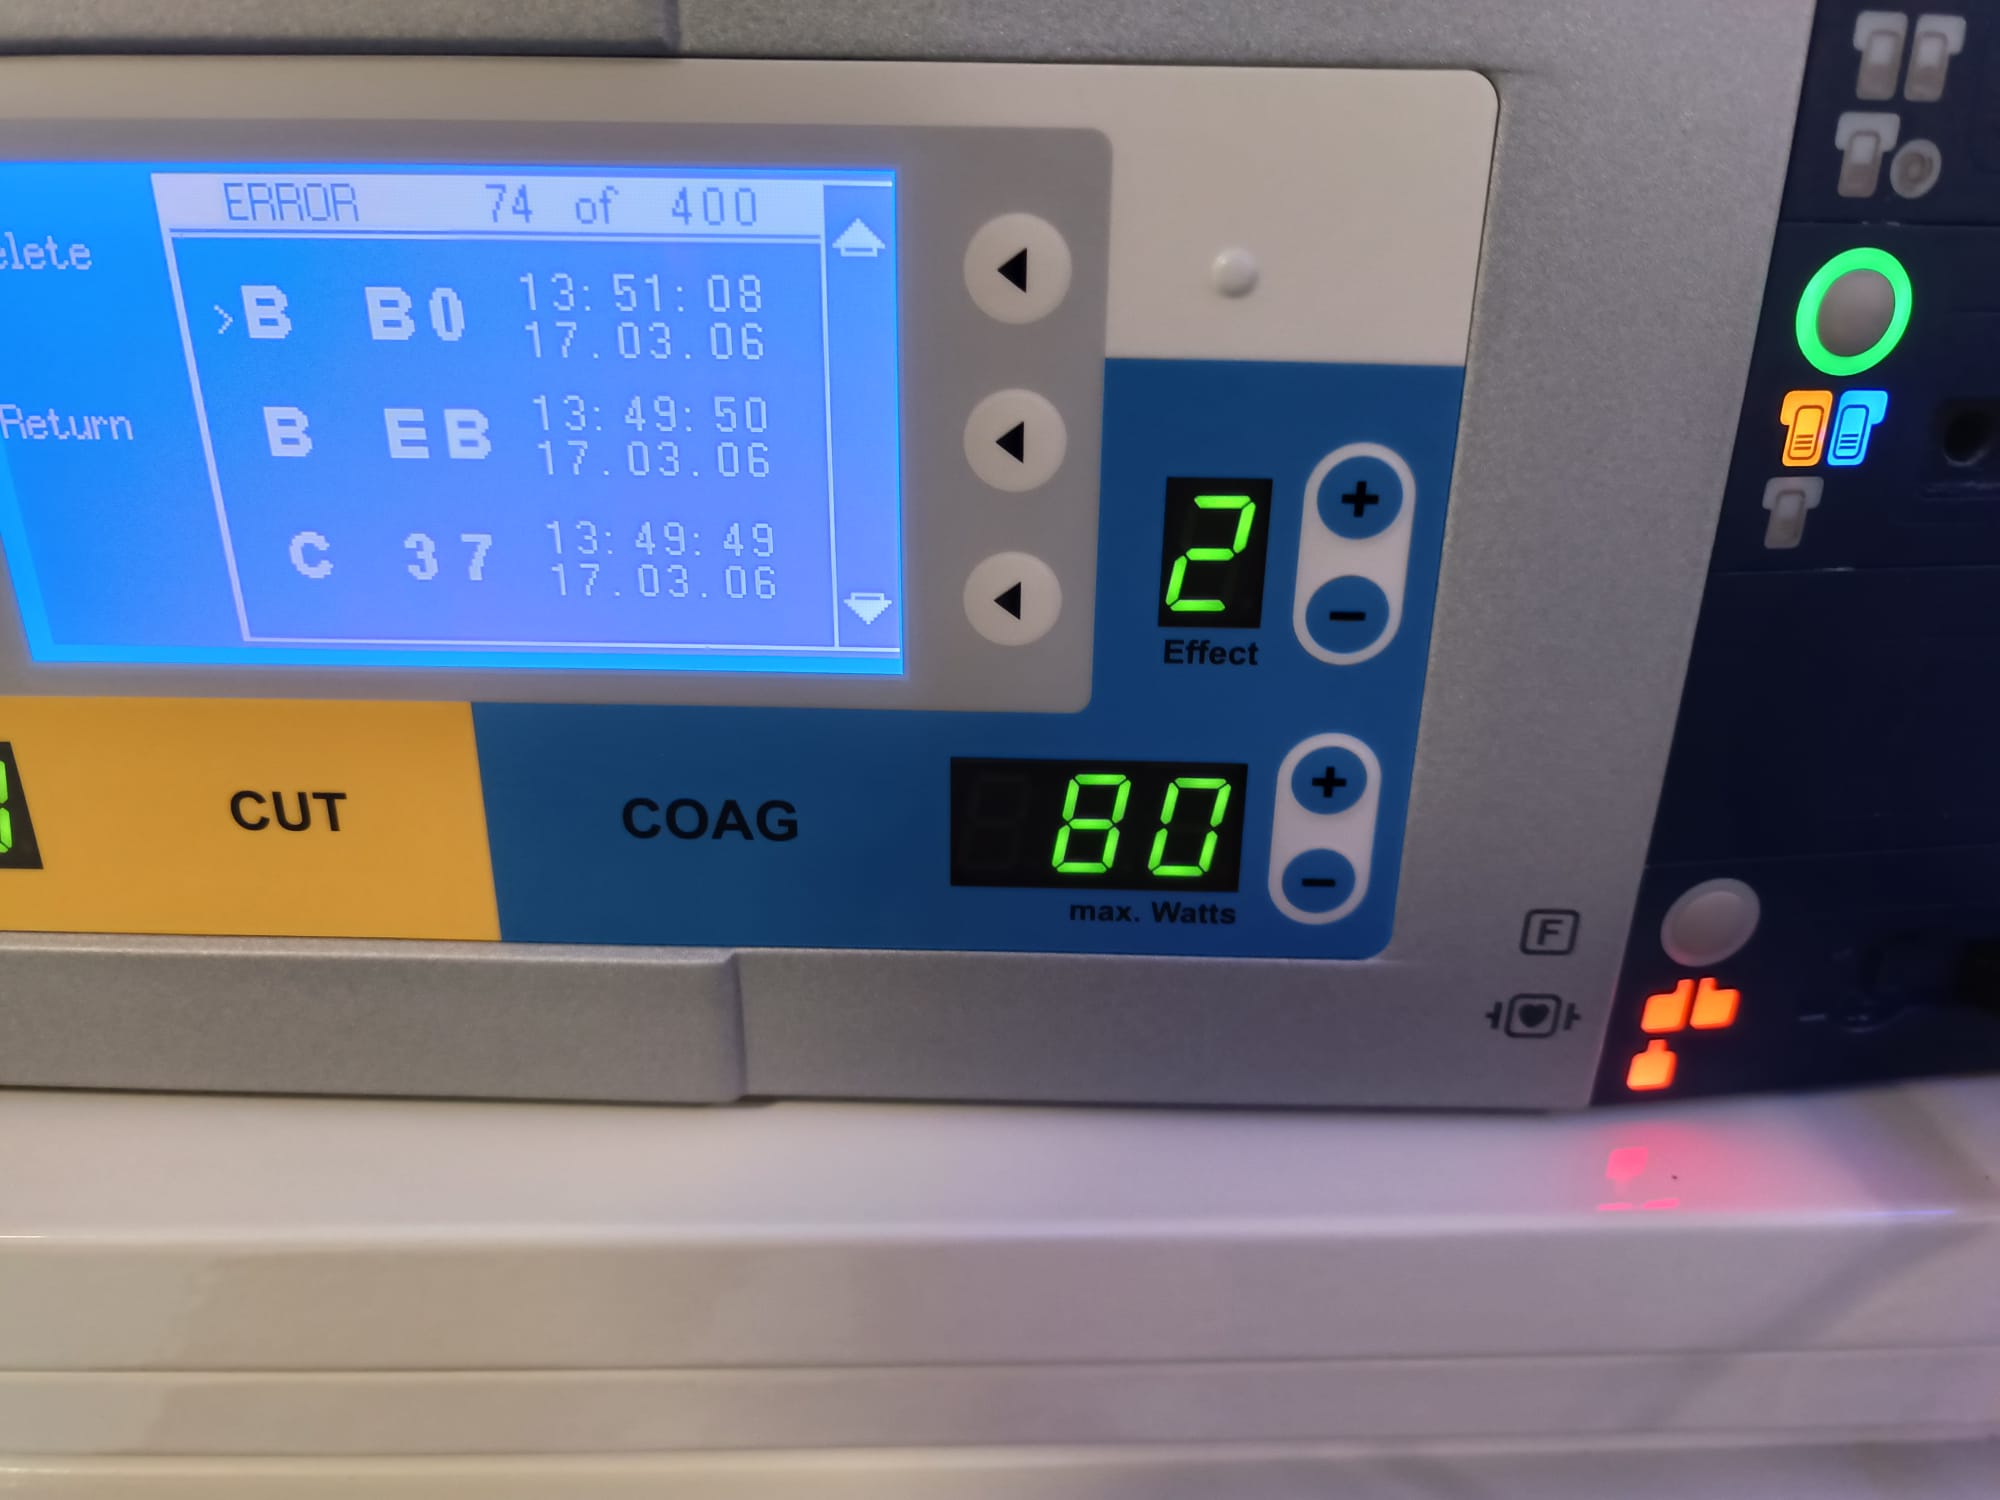 ERROR 74 of 400
elete
>B B0 13:51:08
17.03.06
Return
B EB 13:49:50
17.03.06
C 37 13:49:49
17.03.06
2
+
-
Effect
CUT
COAG
80
+
-
max. Watts
F